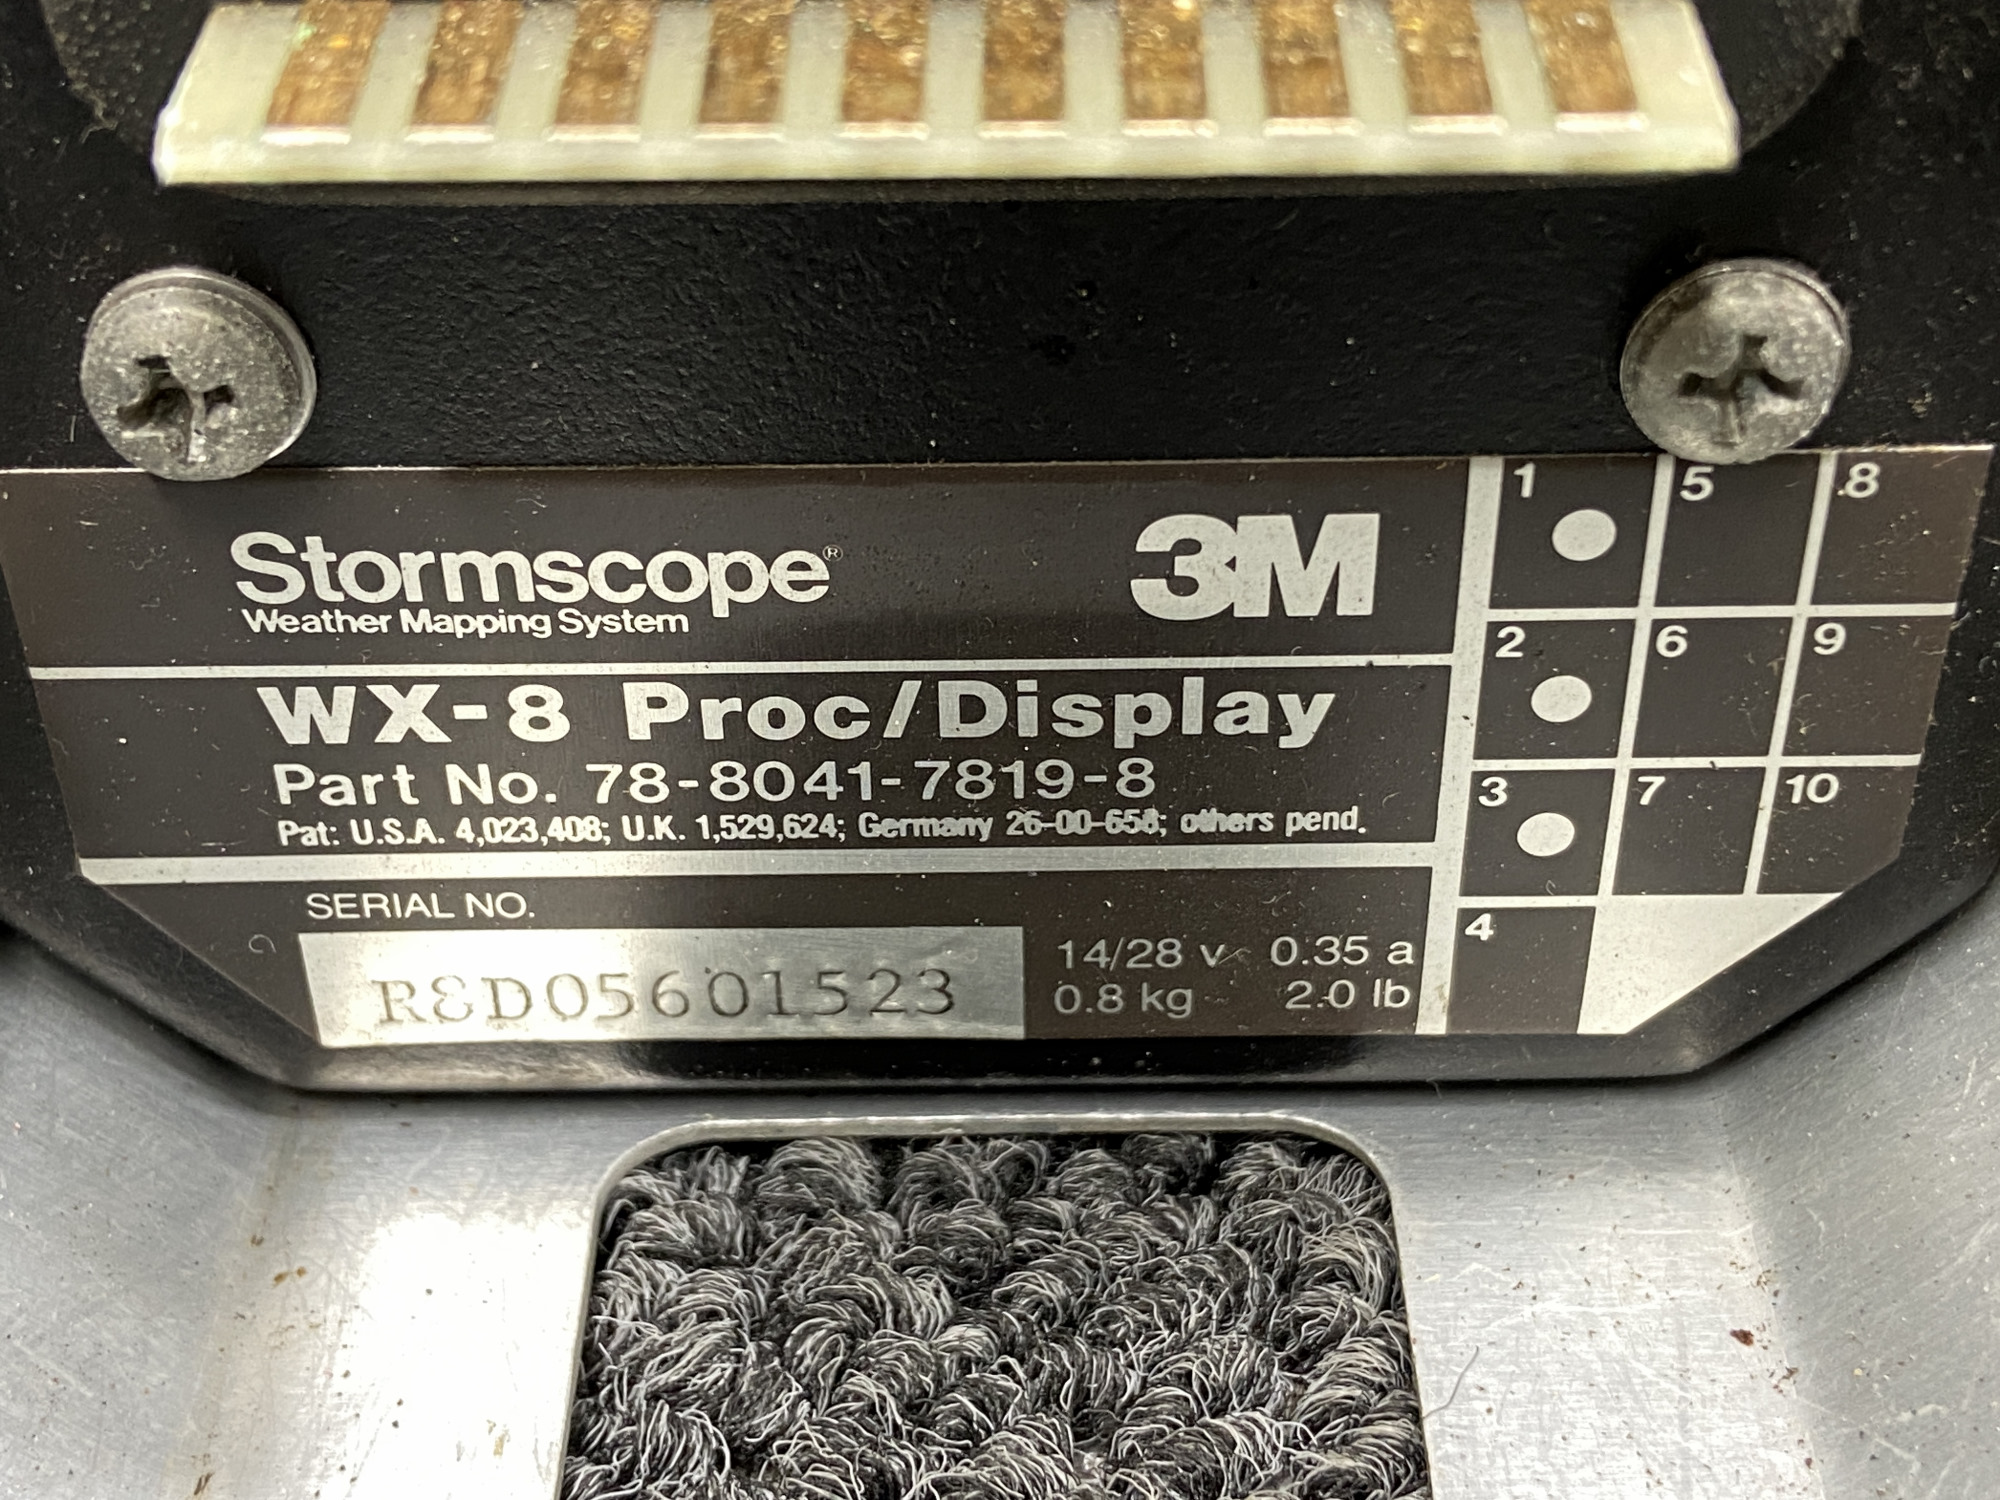 Stormscope®
Weather Mapping System
3M
WX-8 Proc/Display
Part No. 78-8041-7819-8
Pat: U.S.A. 4,023,408; U.K. 1,529,624; Germany 26-00-658; others pend.
SERIAL NO.
R&D05601523
14/28 v 0.35 a
0.8 kg 2.0 lb
1 5 8
2 6 9
3 7 10
4